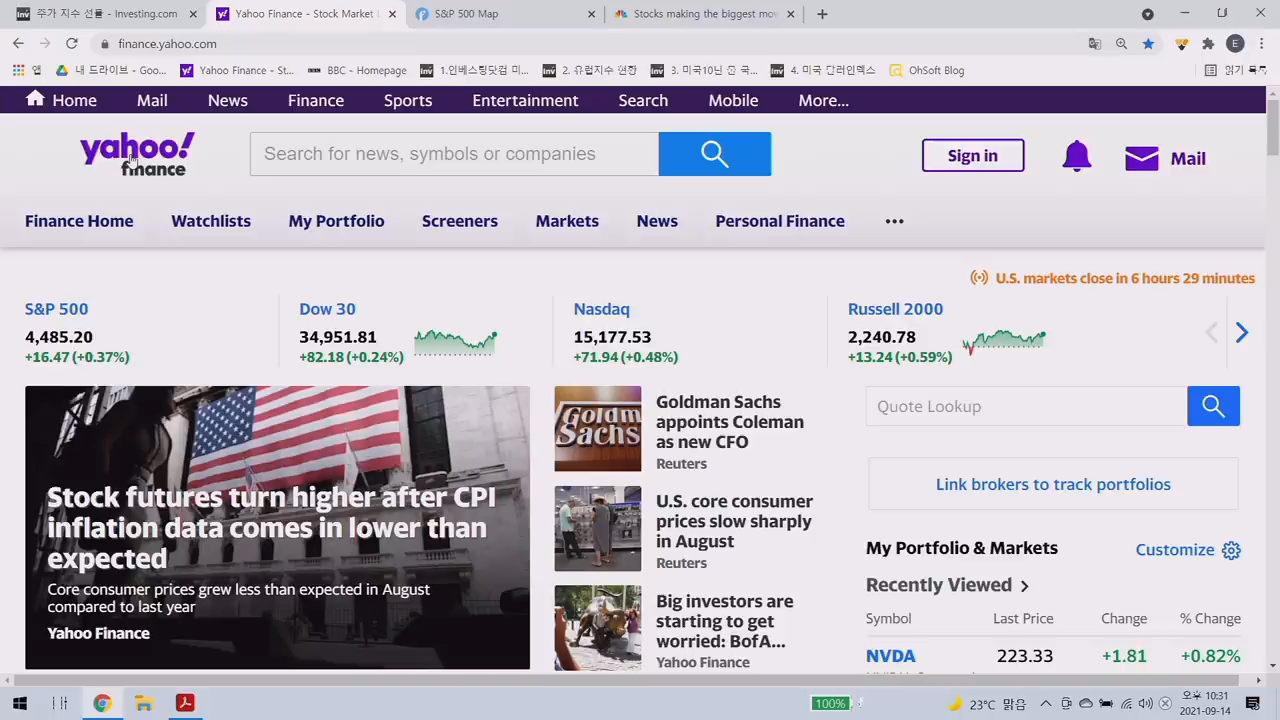 주가 지수 선물 - Investing.com
Yahoo Finance - Stock Market L
S&P 500 Map
Stocks making the biggest mov
finance.yahoo.com
E
앱
내 드라이브 - Goo...
Yahoo Finance - St...
BBC - Homepage
1.인베스팅닷컴 미...
2. 유럽지수 현황
3. 미국10년 존 국...
4. 미국 달러인덱스
OhSoft Blog
읽기 목록
Home
Mail
News
Finance
Sports
Entertainment
Search
Mobile
More...
yahoo!
finance
Search for news, symbols or companies
Sign in
Mail
Finance Home
Watchlists
My Portfolio
Screeners
Markets
News
Personal Finance
...
U.S. markets close in 6 hours 29 minutes
S&P 500
4,485.20
+16.47 (+0.37%)
Dow 30
34,951.81
+82.18 (+0.24%)
Nasdaq
15,177.53
+71.94 (+0.48%)
Russell 2000
2,240.78
+13.24 (+0.59%)
Stock futures turn higher after CPI
inflation data comes in lower than
expected
Core consumer prices grew less than expected in August
compared to last year
Yahoo Finance
Goldman Sachs
appoints Coleman
as new CFO
Reuters
U.S. core consumer
prices slow sharply
in August
Reuters
Big investors are
starting to get
worried: BofA...
Yahoo Finance
Quote Lookup
Link brokers to track portfolios
My Portfolio & Markets
Customize
Recently Viewed
Symbol Last Price Change % Change
NVDA 223.33 +1.81 +0.82%
100%
23°C 맑음
오후 10:31
2021-09-14